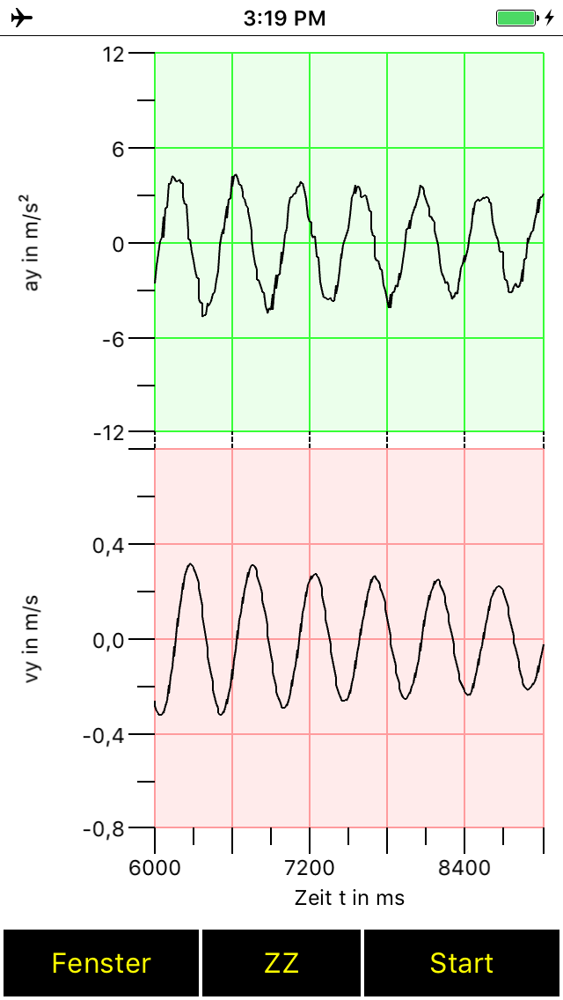 3:19 PM
12
6
0
-6
-12
ay in m/s²
0,4
0,0
-0,4
-0,8
vy in m/s
6000 7200 8400
Zeit t in ms
Fenster ZZ Start